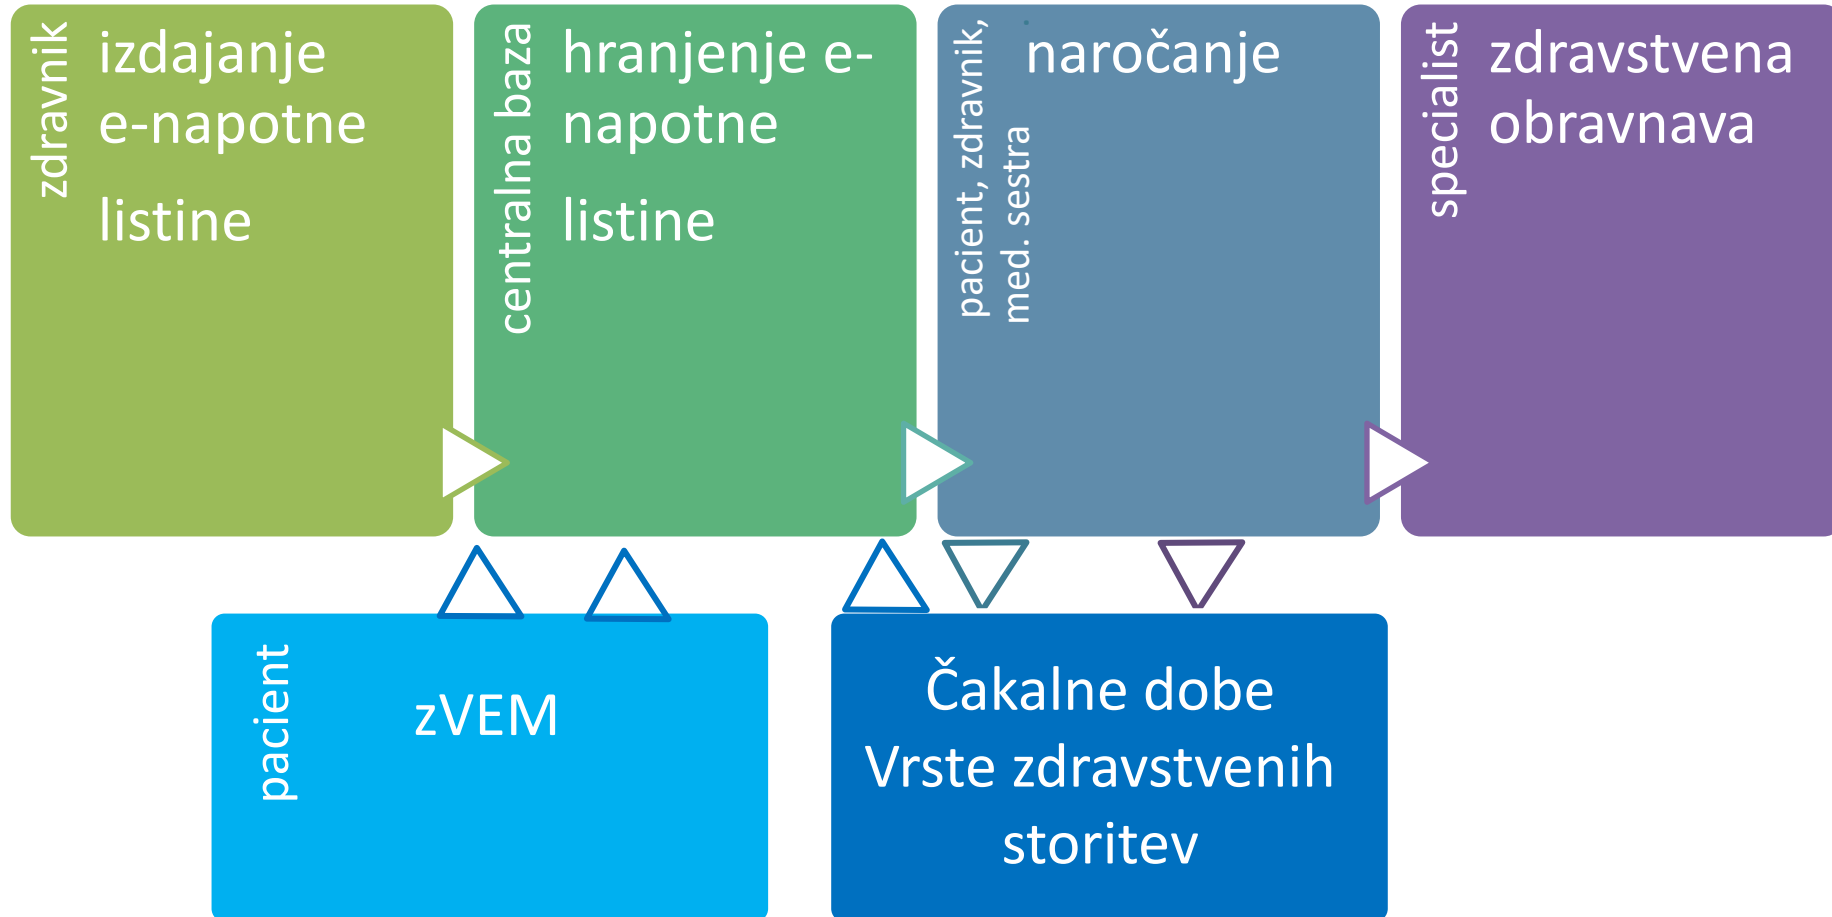 zdravnik
izdajanje
e-napotne
listine
centralna baza
hranjenje e-
napotne
listine
pacient, zdravnik,
med. sestra
naročanje
specialist
zdravstvena
obravnava
pacient
zVEM
Čakalne dobe
Vrste zdravstvenih
storitev